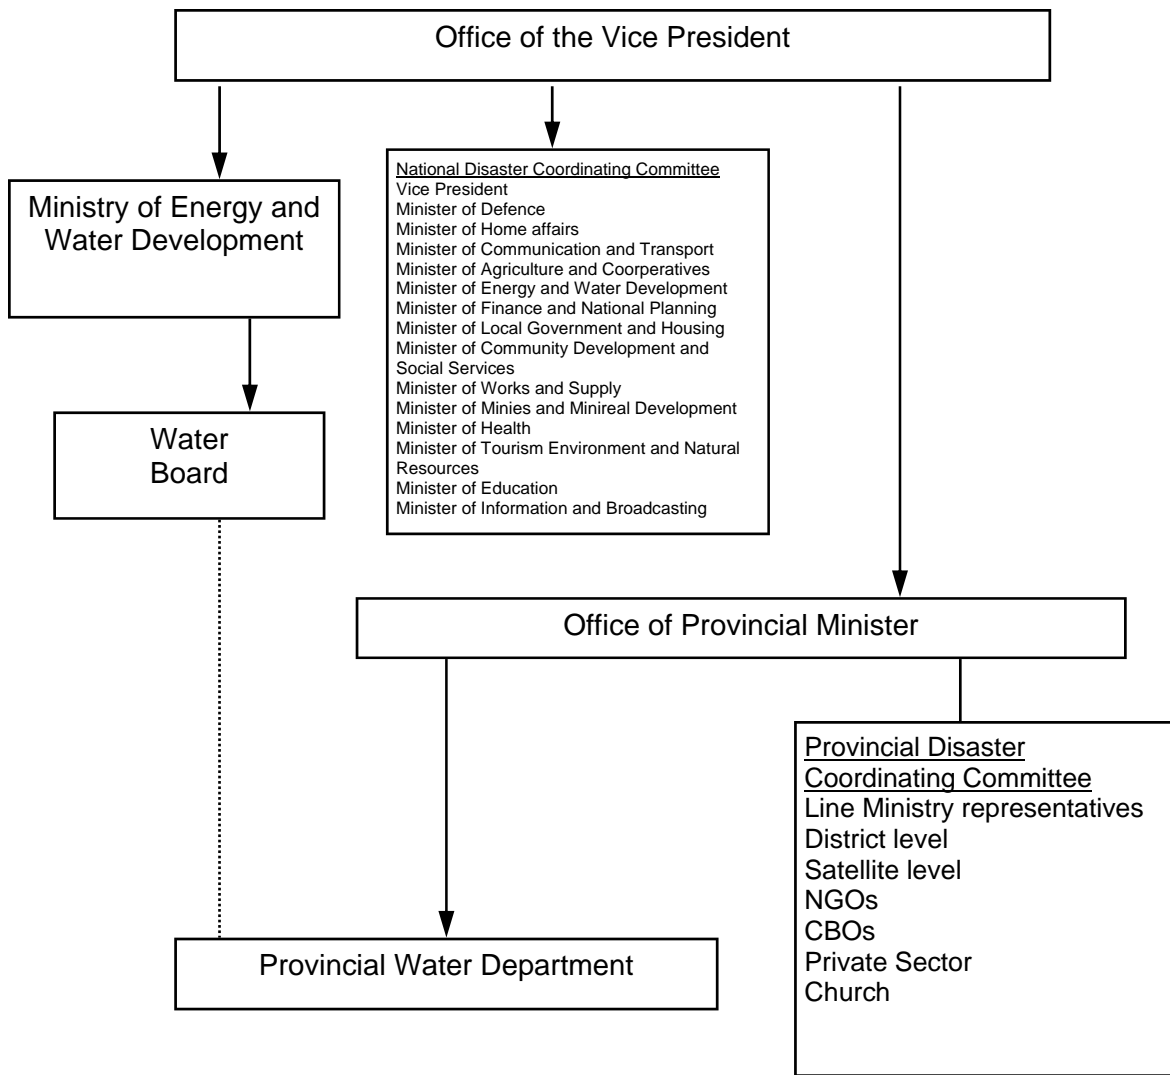 Office of the Vice President
Ministry of Energy and
Water Development
National Disaster Coordinating Committee
Vice President
Minister of Defence
Minister of Home affairs
Minister of Communication and Transport
Minister of Agriculture and Coorperatives
Minister of Energy and Water Development
Minister of Finance and National Planning
Minister of Local Government and Housing
Minister of Community Development and
Social Services
Minister of Works and Supply
Minister of Minies and Minireal Development
Minister of Health
Minister of Tourism Environment and Natural
Resources
Minister of Education
Minister of Information and Broadcasting
Water
Board
Office of Provincial Minister
Provincial Disaster
Coordinating Committee
Line Ministry representatives
District level
Satellite level
NGOs
CBOs
Private Sector
Church
Provincial Water Department